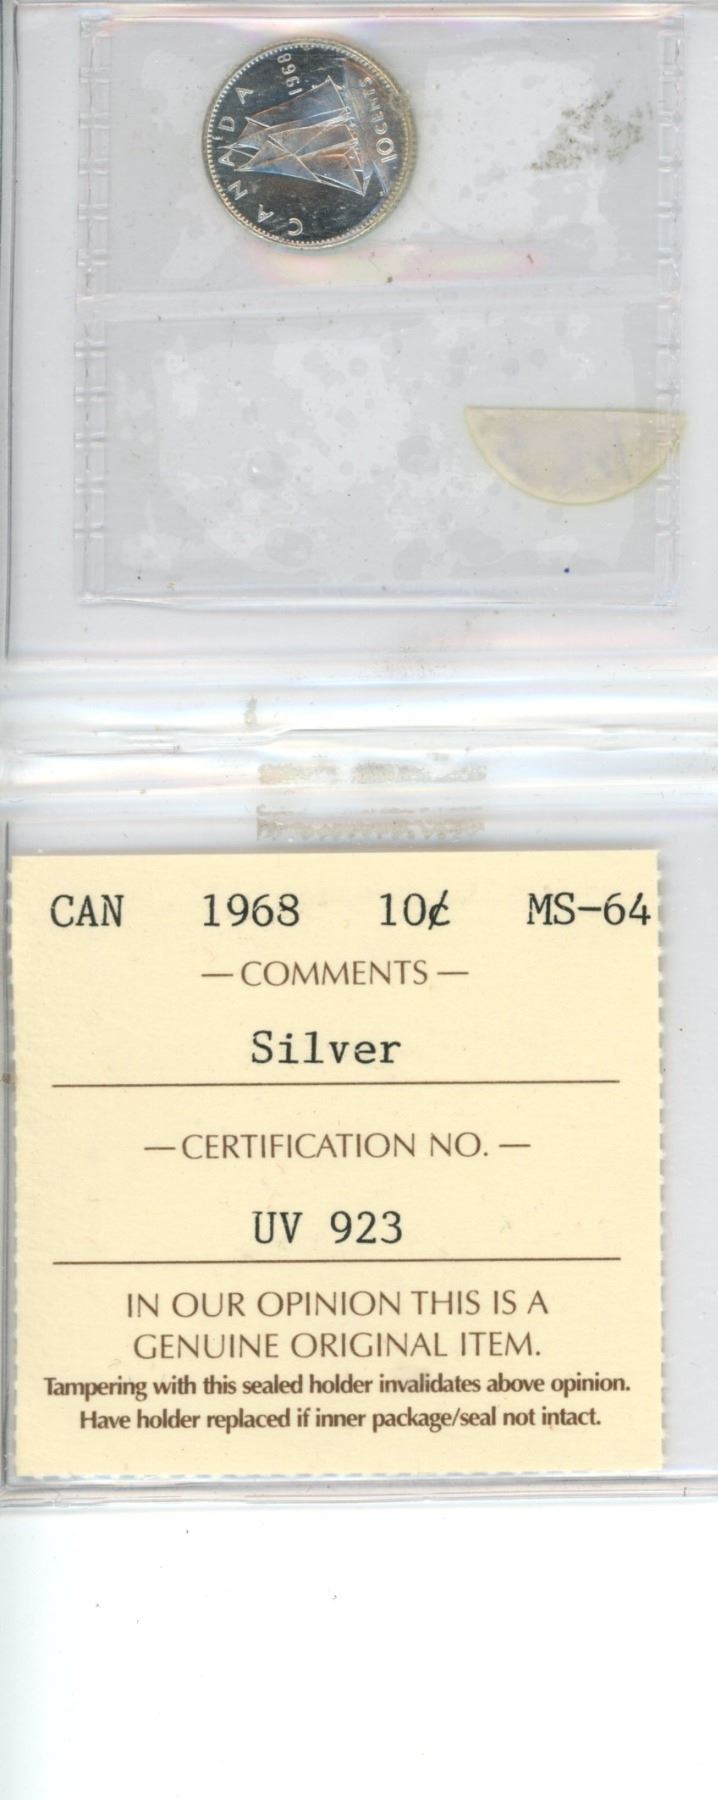 CANADA
1968
10 CENTS
CAN 1968 10¢ MS-64
— COMMENTS —
Silver
— CERTIFICATION NO. —
UV 923
IN OUR OPINION THIS IS A
GENUINE ORIGINAL ITEM.
Tampering with this sealed holder invalidates above opinion.
Have holder replaced if inner package/seal not intact.